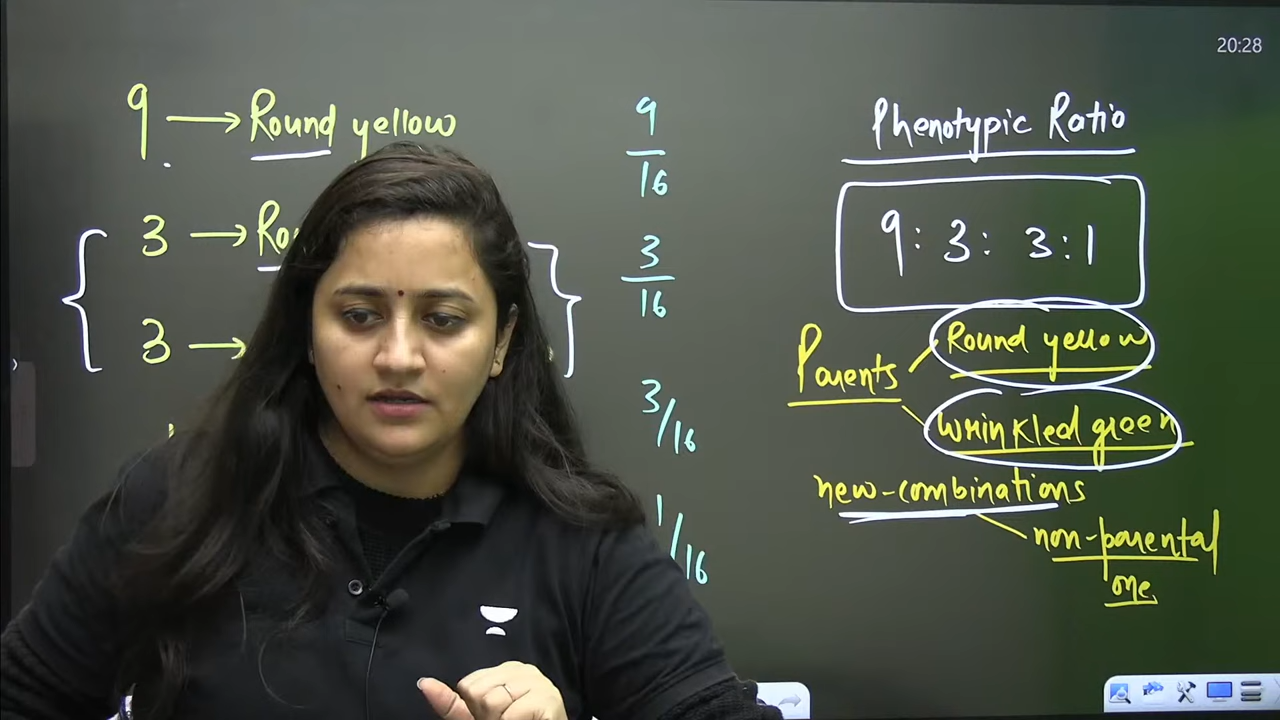 20:28
9 → Round yellow
3 →
3 →
9/16
3/16
3/16
1/16
Phenotypic Ratio
9 : 3 : 3 : 1
Parents
Round yellow
wrinkled green
new-combinations
non-parental
one